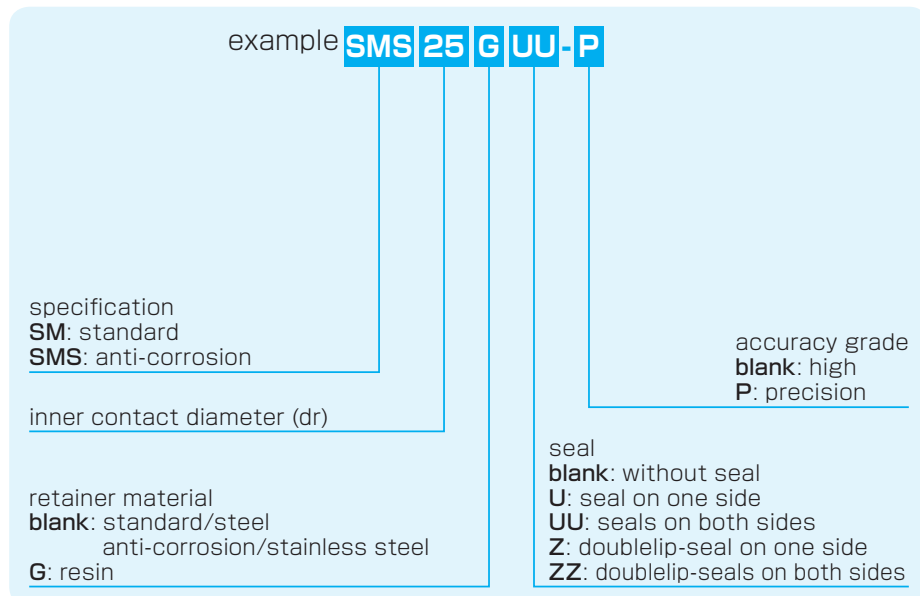 example SMS 25 G UU - P
specification
SM: standard
SMS: anti-corrosion
inner contact diameter (dr)
retainer material
blank: standard/steel
anti-corrosion/stainless steel
G: resin
accuracy grade
blank: high
P: precision
seal
blank: without seal
U: seal on one side
UU: seals on both sides
Z: doublelip-seal on one side
ZZ: doublelip-seals on both sides